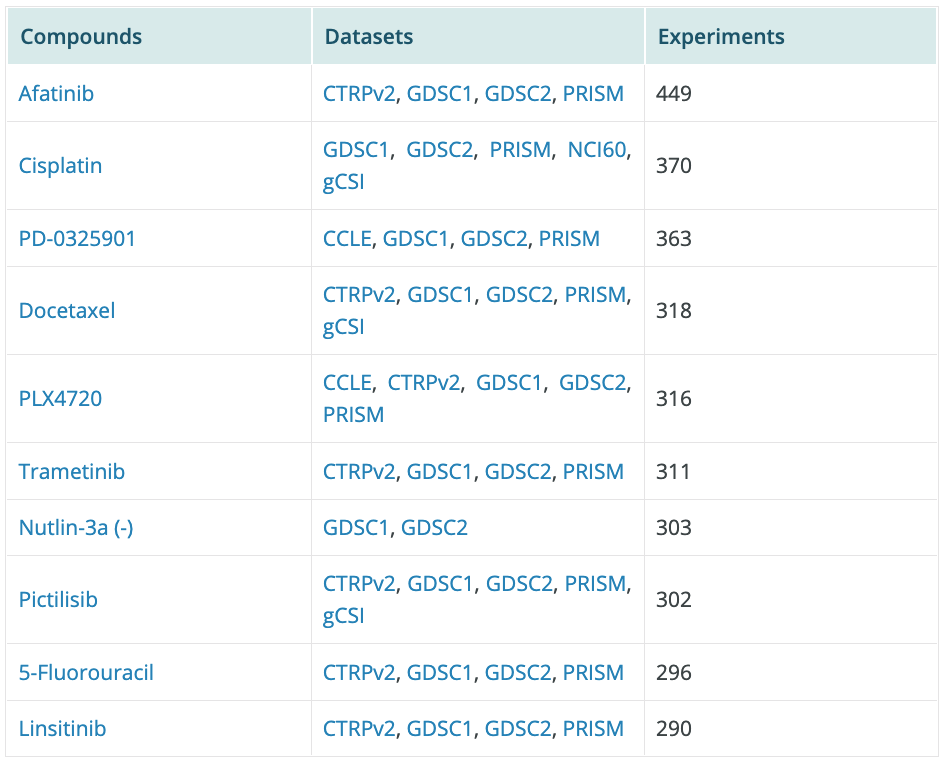 Compounds Datasets Experiments
Afatinib CTRPv2, GDSC1, GDSC2, PRISM 449
Cisplatin GDSC1, GDSC2, PRISM, NCI60, 370
gCSI
PD-0325901 CCLE, GDSC1, GDSC2, PRISM 363
Docetaxel CTRPv2, GDSC1, GDSC2, PRISM, 318
gCSI
PLX4720 CCLE, CTRPv2, GDSC1, GDSC2, 316
PRISM
Trametinib CTRPv2, GDSC1, GDSC2, PRISM 311
Nutlin-3a (-) GDSC1, GDSC2 303
Pictilisib CTRPv2, GDSC1, GDSC2, PRISM, 302
gCSI
5-Fluorouracil CTRPv2, GDSC1, GDSC2, PRISM 296
Linsitinib CTRPv2, GDSC1, GDSC2, PRISM 290